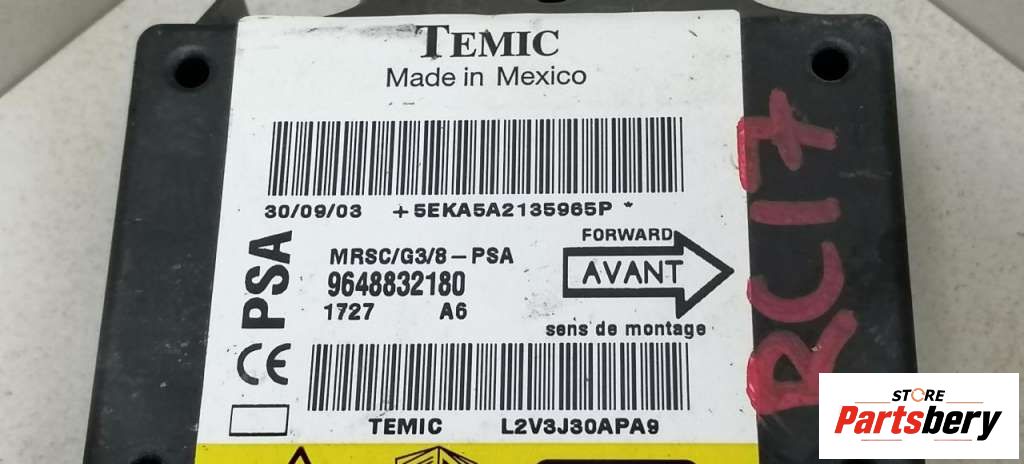 TEMIC
Made in Mexico
30/09/03 +5EKA5A2135965P *
PSA
MRSC/G3/8-PSA
9648832180
1727 A6
FORWARD
AVANT
sens de montage
CE
TEMIC L2V3J30APA9
RC17
STORE
Partsbery